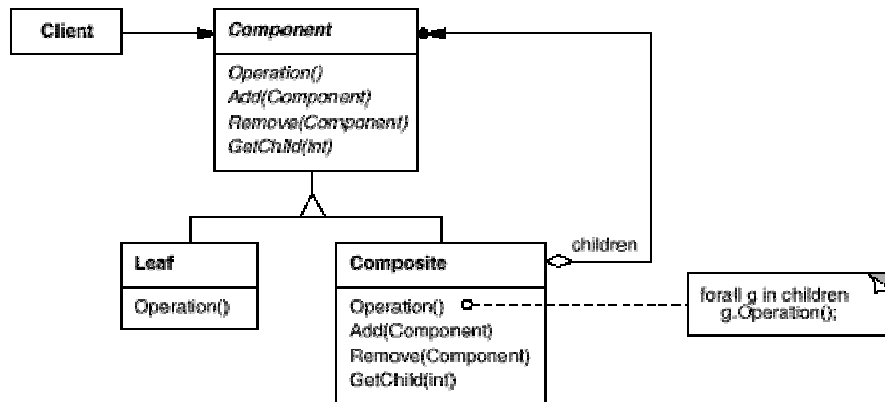 Client
Component
Operation()
Add(Component)
Remove(Component)
GetChild(int)
children
Leaf
Operation()
Composite
Operation()
Add(Component)
Remove(Component)
GetChild(int)
forall g in children
g.Operation();